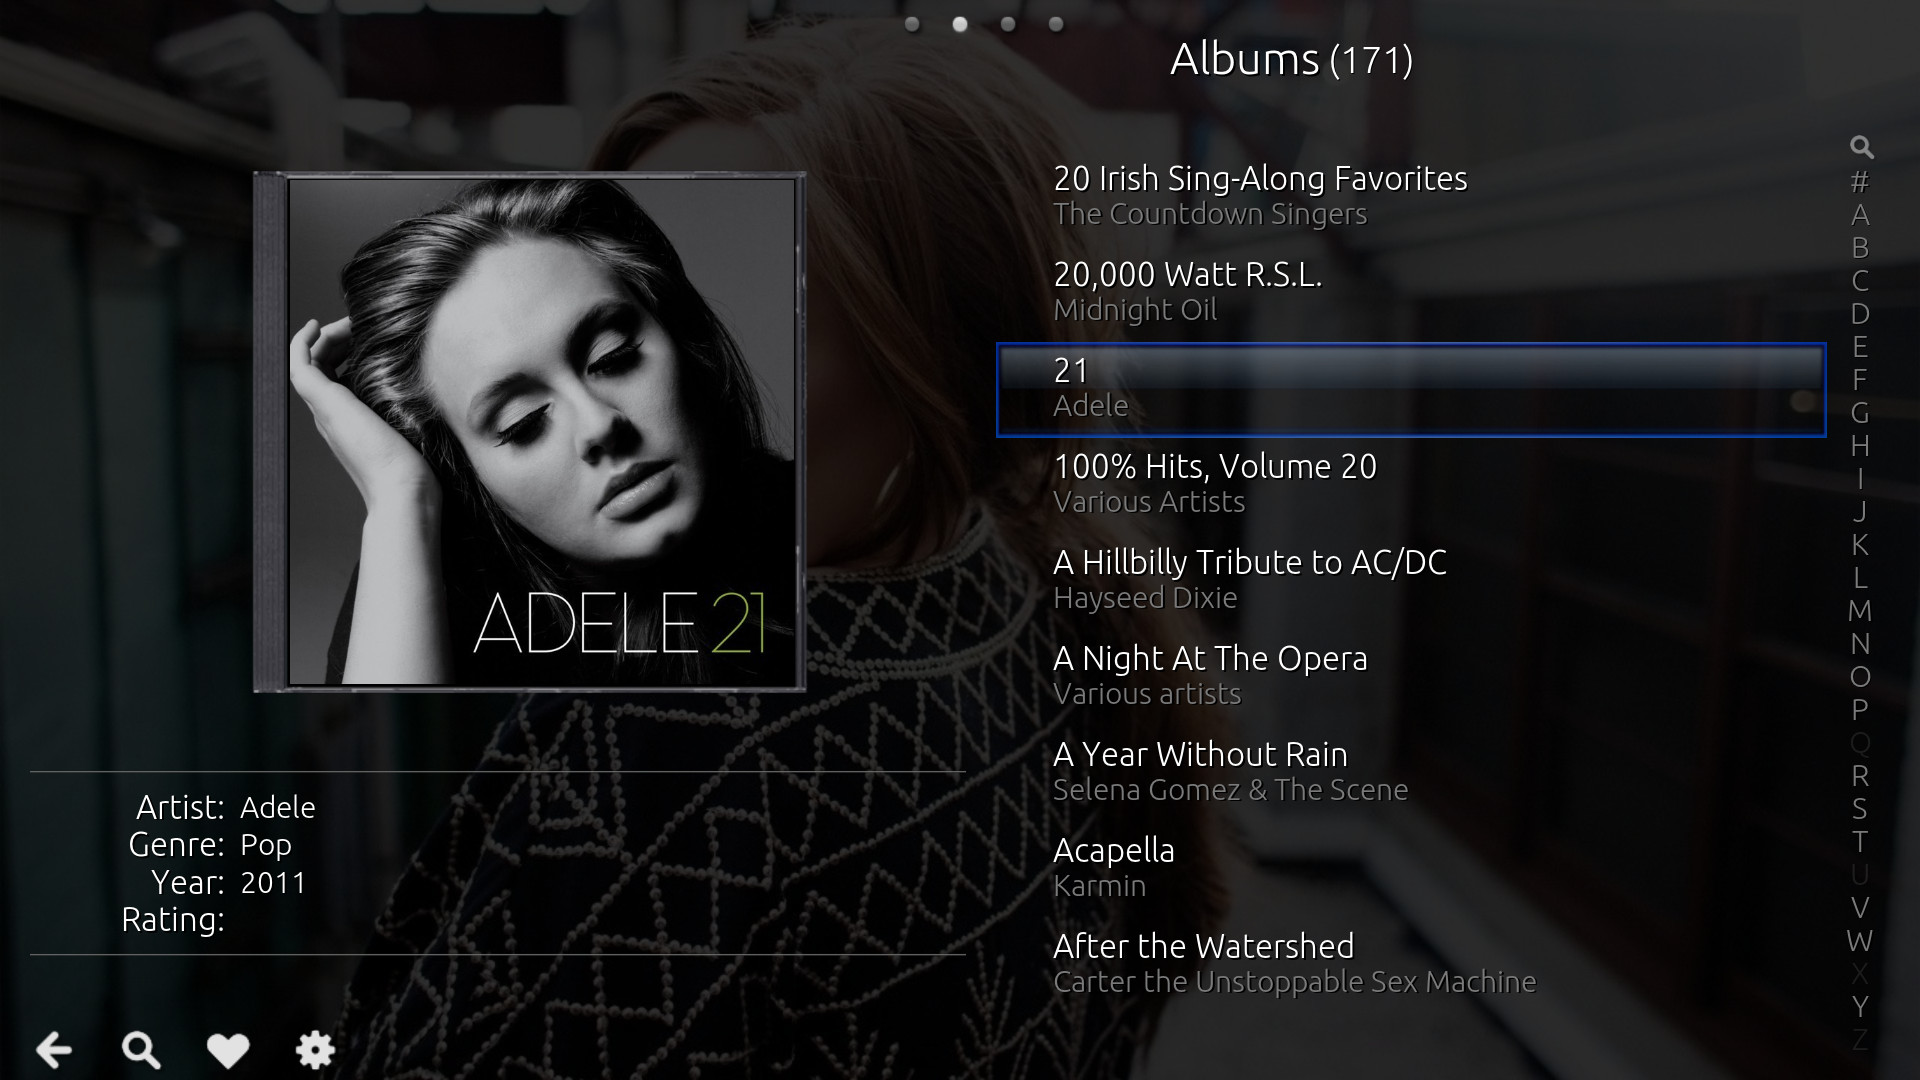 Albums (171)
20 Irish Sing-Along Favorites
The Countdown Singers
20,000 Watt R.S.L.
Midnight Oil
21
Adele
100% Hits, Volume 20
Various Artists
A Hillbilly Tribute to AC/DC
Hayseed Dixie
A Night At The Opera
Various artists
A Year Without Rain
Selena Gomez & The Scene
Acapella
Karmin
After the Watershed
Carter the Unstoppable Sex Machine
ADELE 21
Artist: Adele
Genre: Pop
Year: 2011
Rating:
#
A
B
C
D
E
F
G
H
I
J
K
L
M
N
O
P
Q
R
S
T
U
V
W
X
Y
Z